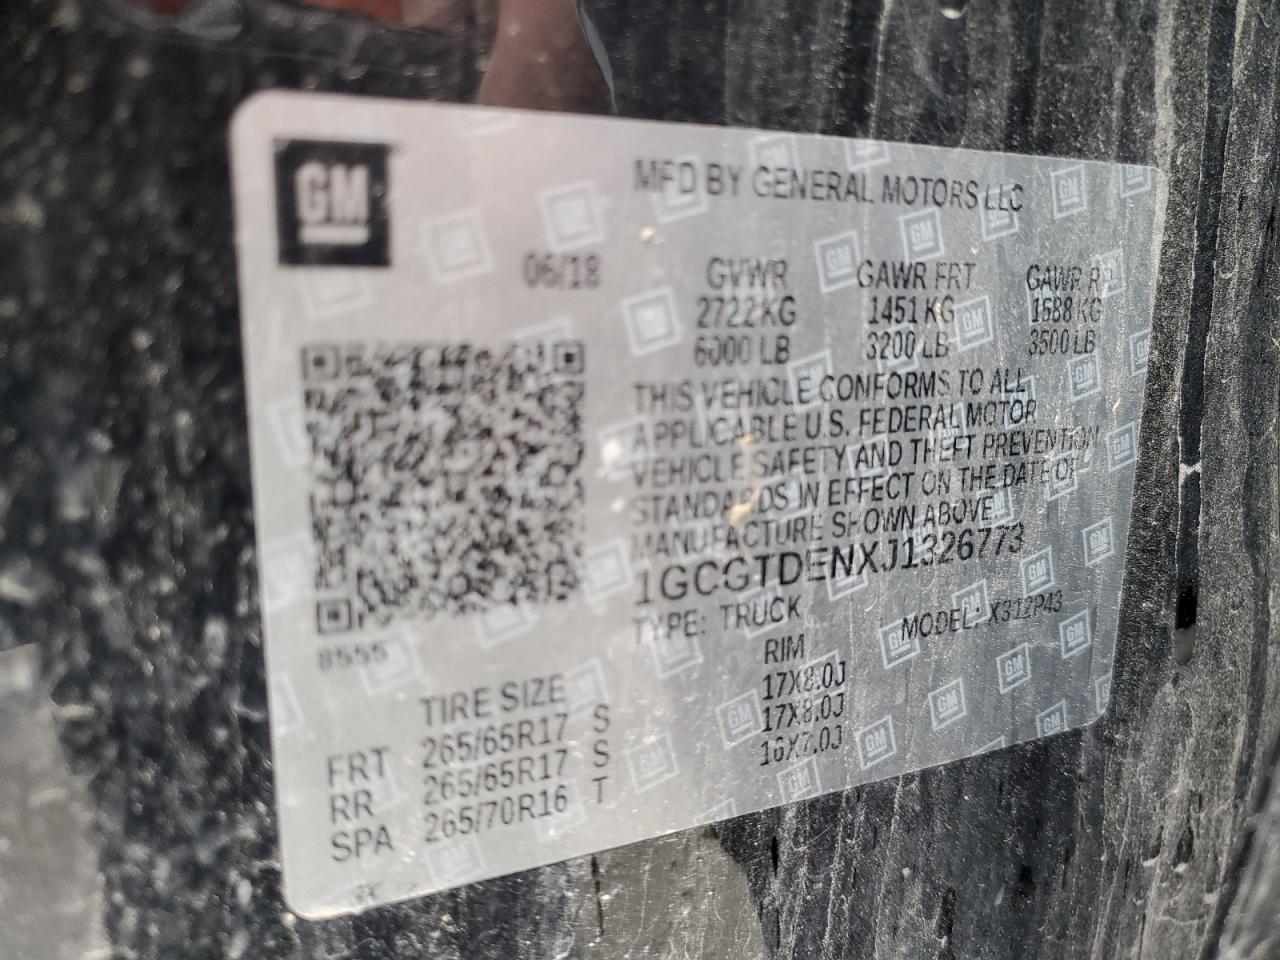 GM
MFD BY GENERAL MOTORS LLC
06/18
GVWR GAWR FRT GAWR RR
2722 KG 1451 KG 1588 KG
6000 LB 3200 LB 3500 LB
THIS VEHICLE CONFORMS TO ALL
APPLICABLE U.S. FEDERAL MOTOR
VEHICLE SAFETY AND THEFT PREVENTION
STANDARDS IN EFFECT ON THE DATE OF
MANUFACTURE SHOWN ABOVE.
1GCGTDENXJ1326773
TYPE: TRUCK MODEL: X312P43
8555
TIRE SIZE RIM
FRT 265/65R17 S 17X8.0J
RR 265/65R17 S 17X8.0J
SPA 265/70R16 T 16X7.0J